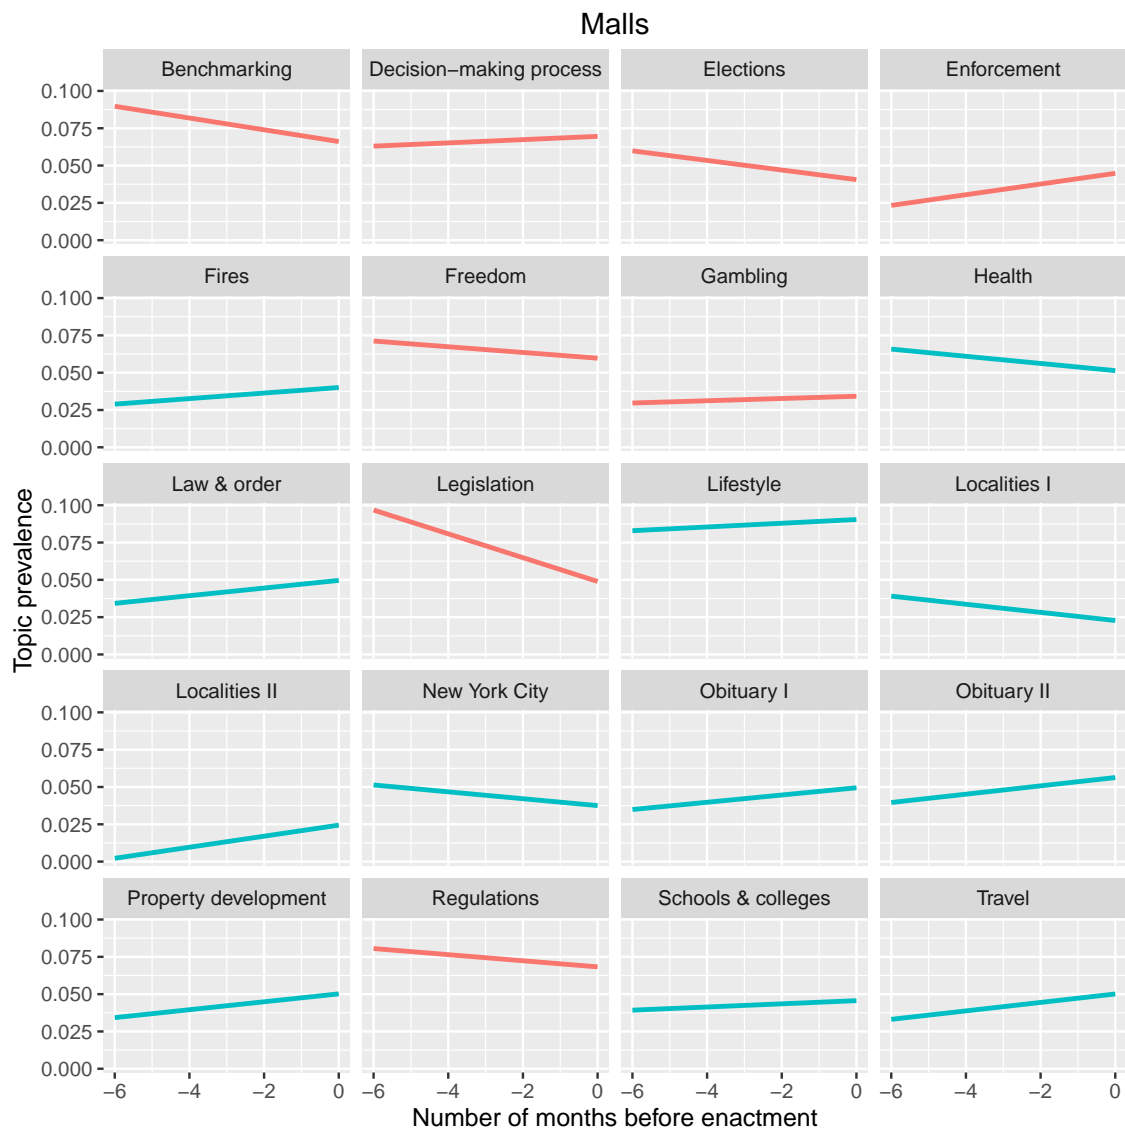 Malls
Benchmarking
Decision−making process
Elections
Enforcement
0.100
0.075
0.050
0.025
0.000
Fires
Freedom
Gambling
Health
0.100
0.075
0.050
0.025
0.000
Law & order
Legislation
Lifestyle
Localities I
0.100
0.075
0.050
0.025
0.000
Topic prevalence
Localities II
New York City
Obituary I
Obituary II
0.100
0.075
0.050
0.025
0.000
Property development
Regulations
Schools & colleges
Travel
0.100
0.075
0.050
0.025
0.000
−6 −4 −2 0 −6 −4 −2 0 −6 −4 −2 0 −6 −4 −2 0
Number of months before enactment